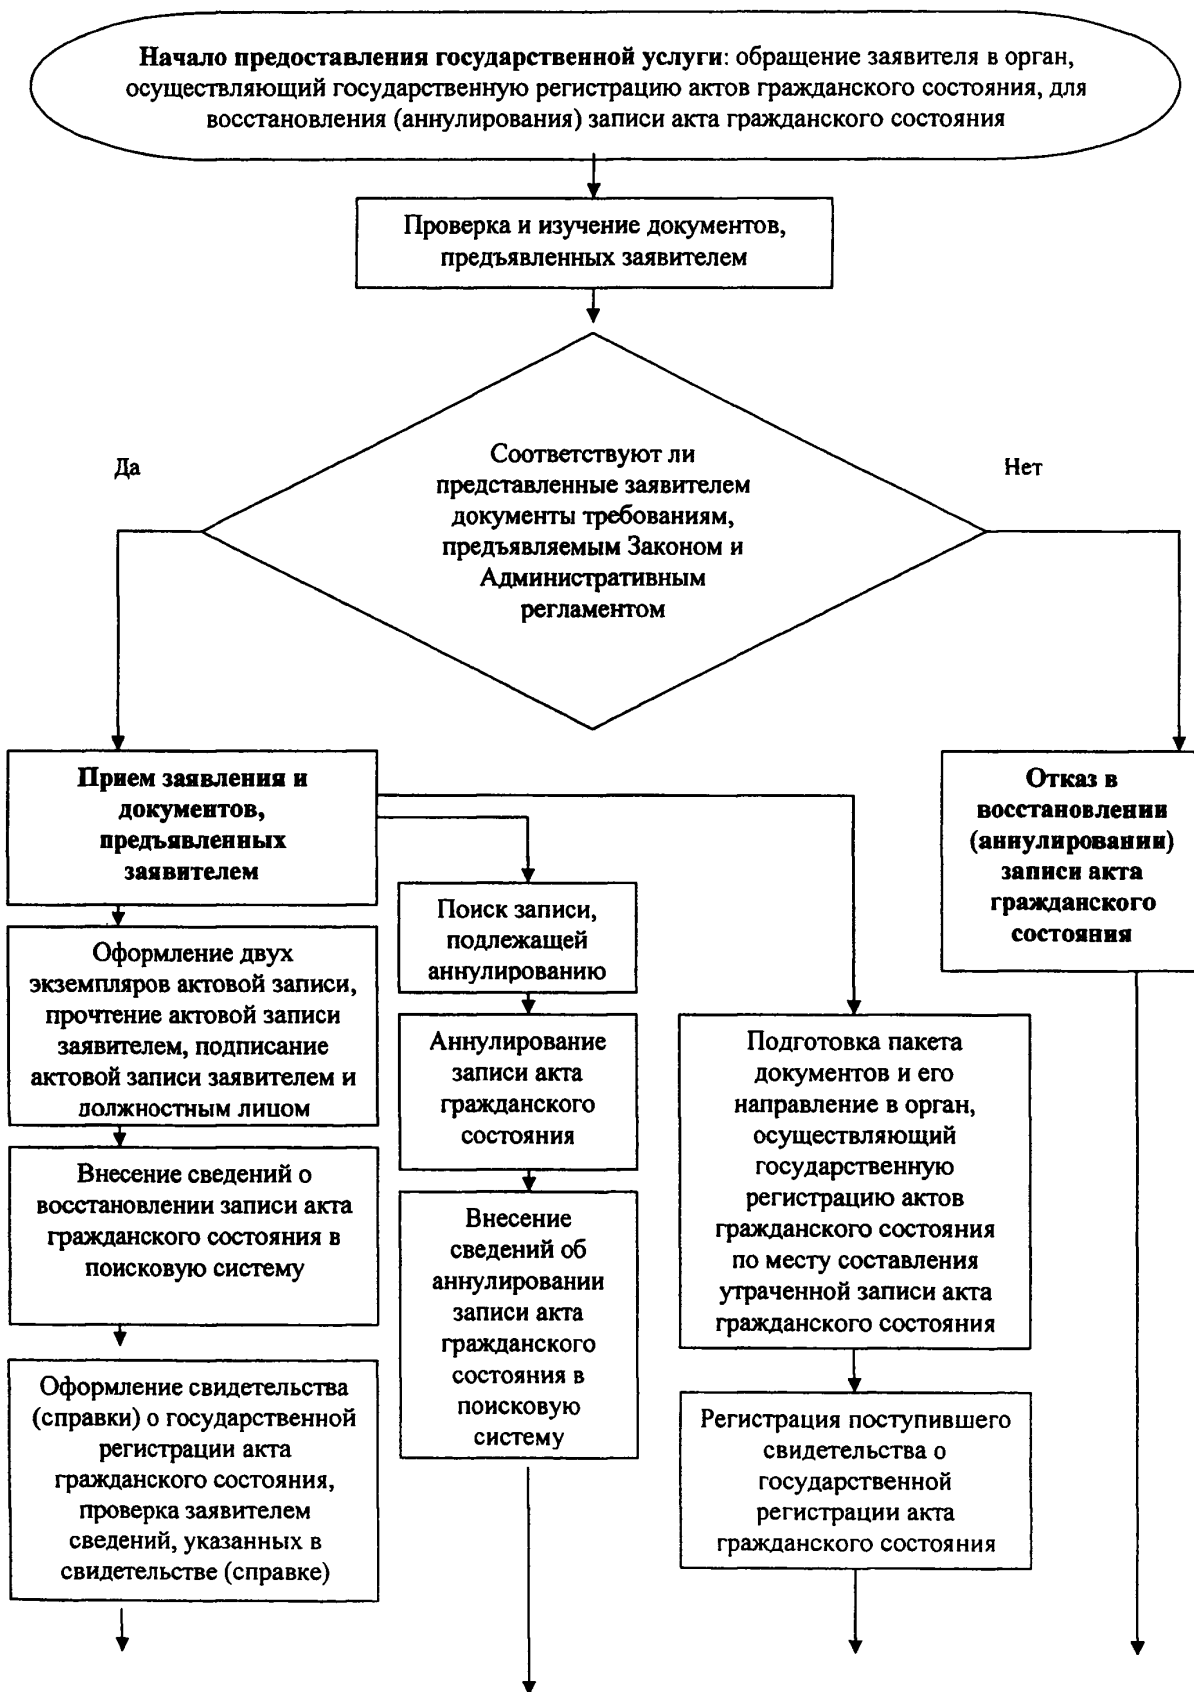 Начало предоставления государственной услуги: обращение заявителя в орган,
осуществляющий государственную регистрацию актов гражданского состояния, для
восстановления (аннулирования) записи акта гражданского состояния
Проверка и изучение документов,
предъявленных заявителем
Да
Соответствуют ли
представленные заявителем
документы требованиям,
предъявляемым Законом и
Административным
регламентом
Нет
Прием заявления и
документов,
предъявленных
заявителем
Отказ в
восстановлении
(аннулировании)
записи акта
гражданского
состояния
Оформление двух
экземпляров актовой записи,
прочтение актовой записи
заявителем, подписание
актовой записи заявителем и
должностным лицом
Внесение сведений о
восстановлении записи акта
гражданского состояния в
поисковую систему
Оформление свидетельства
(справки) о государственной
регистрации акта
гражданского состояния,
проверка заявителем
сведений, указанных в
свидетельстве (справке)
Поиск записи,
подлежащей
аннулированию
Аннулирование
записи акта
гражданского
состояния
Внесение
сведений об
аннулировании
записи акта
гражданского
состояния в
поисковую
систему
Подготовка пакета
документов и его
направление в орган,
осуществляющий
государственную
регистрацию актов
гражданского состояния
по месту составления
утраченной записи акта
гражданского состояния
Регистрация поступившего
свидетельства о
государственной
регистрации акта
гражданского состояния